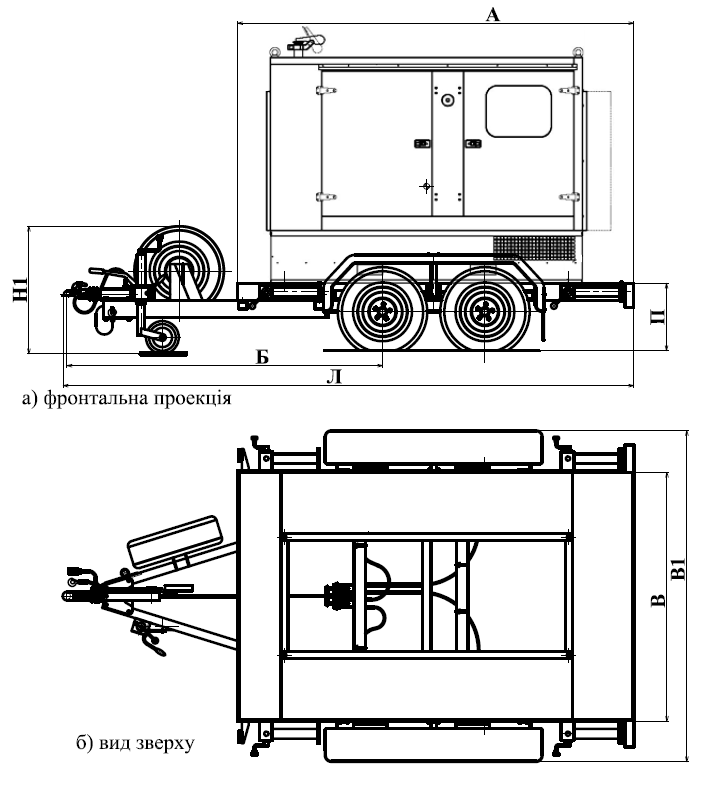 А
Н1
П
Б
Л
а) фронтальна проекція
В
В1
б) вид зверху